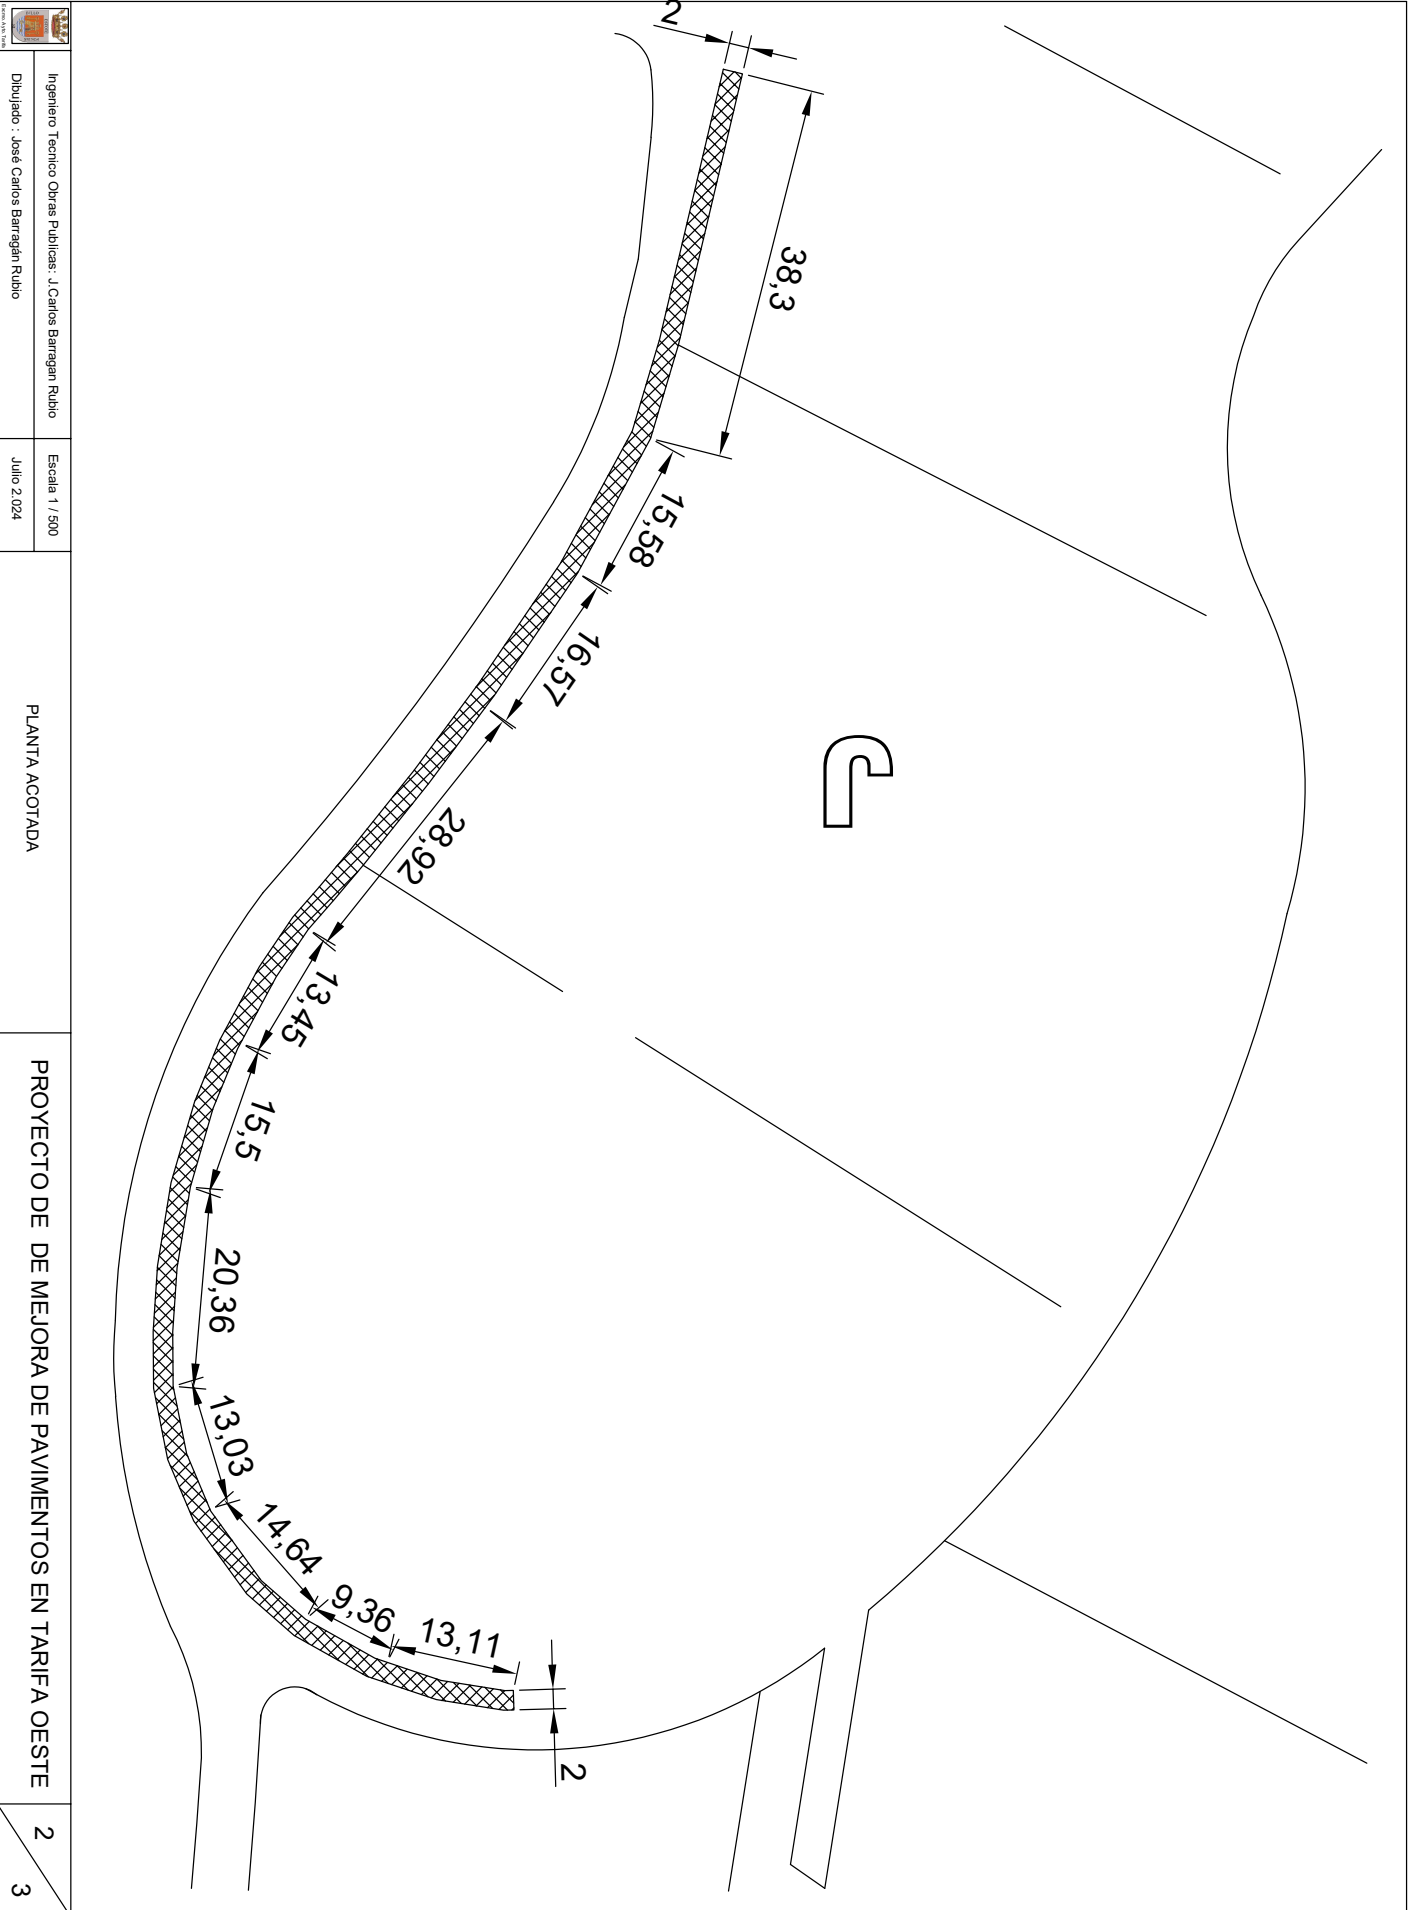 2
38,3
15,58
16,57
28,92
13,45
15,5
20,36
13,03
14,64
9,36
13,11
2
J
Ingeniero Tecnico Obras Publicas: J.Carlos Barragan Rubio
Dibujado : José Carlos Barragán Rubio
Escala 1 / 500
Julio 2.024
PLANTA ACOTADA
PROYECTO DE DE MEJORA DE PAVIMENTOS EN TARIFA OESTE
2
3